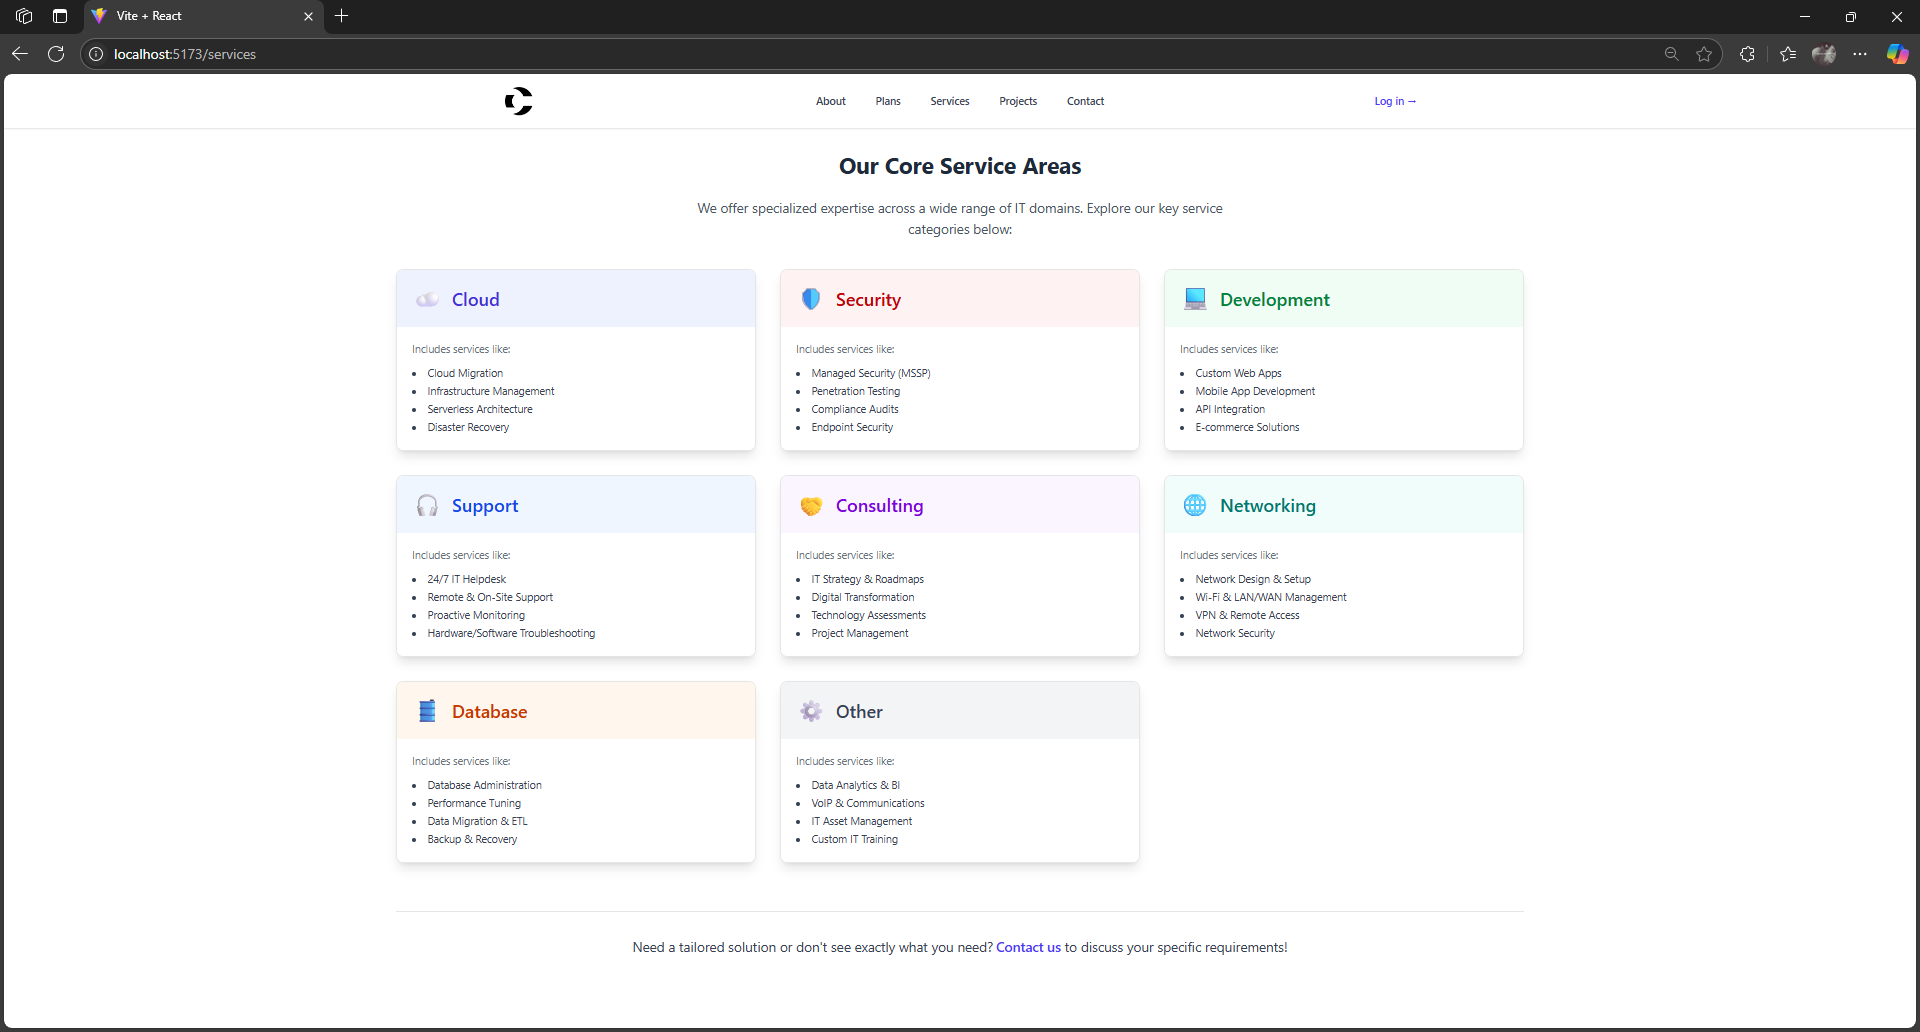 Vite + React
localhost:5173/services
About Plans Services Projects Contact Log in →
Our Core Service Areas
We offer specialized expertise across a wide range of IT domains. Explore our key service
categories below:
Cloud
Includes services like:
Cloud Migration
Infrastructure Management
Serverless Architecture
Disaster Recovery
Security
Includes services like:
Managed Security (MSSP)
Penetration Testing
Compliance Audits
Endpoint Security
Development
Includes services like:
Custom Web Apps
Mobile App Development
API Integration
E-commerce Solutions
Support
Includes services like:
24/7 IT Helpdesk
Remote & On-Site Support
Proactive Monitoring
Hardware/Software Troubleshooting
Consulting
Includes services like:
IT Strategy & Roadmaps
Digital Transformation
Technology Assessments
Project Management
Networking
Includes services like:
Network Design & Setup
Wi-Fi & LAN/WAN Management
VPN & Remote Access
Network Security
Database
Includes services like:
Database Administration
Performance Tuning
Data Migration & ETL
Backup & Recovery
Other
Includes services like:
Data Analytics & BI
VoIP & Communications
IT Asset Management
Custom IT Training
Need a tailored solution or don't see exactly what you need? Contact us to discuss your specific requirements!